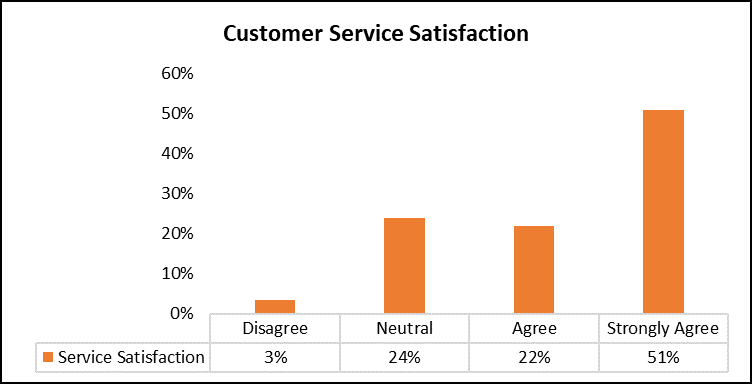 Customer Service Satisfaction
60%
50%
40%
30%
20%
10%
0%
Disagree Neutral Agree Strongly Agree
Service Satisfaction 3% 24% 22% 51%